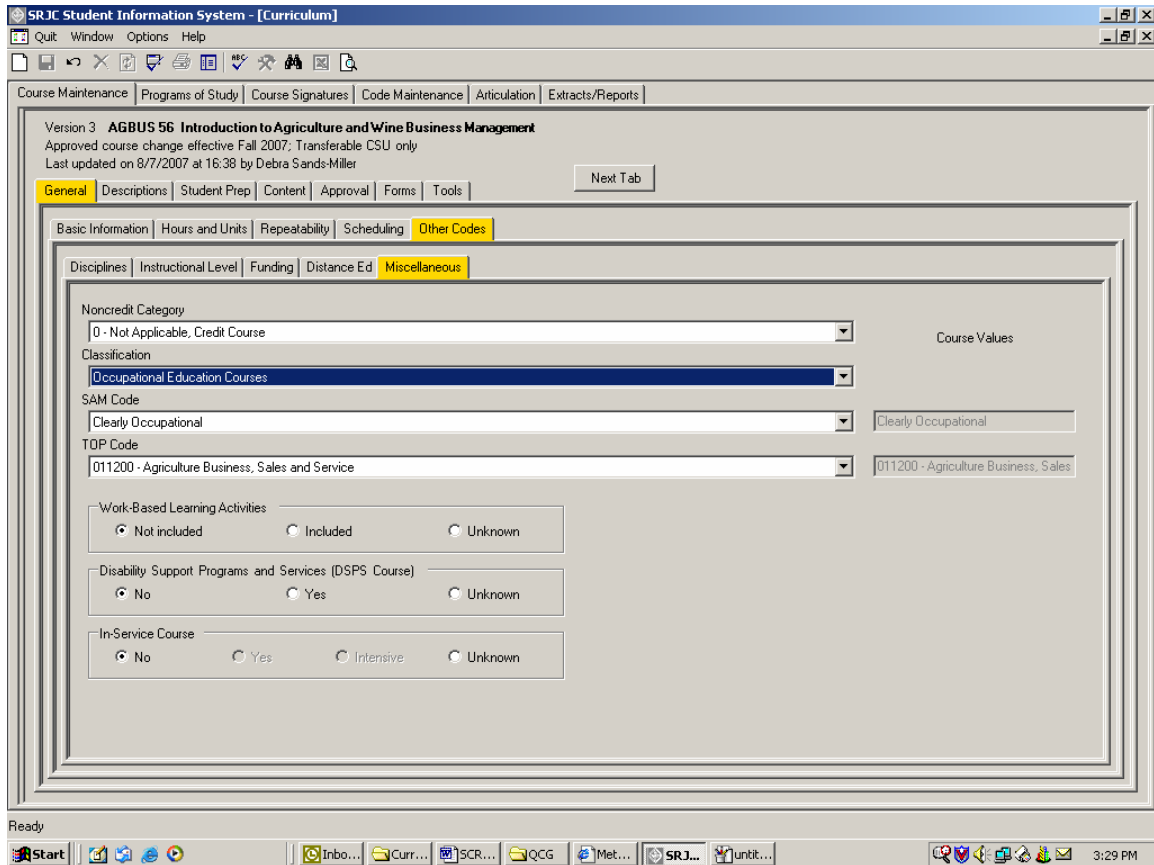 SRJC Student Information System - [Curriculum]
Quit Window Options Help
ABC
Course Maintenance Programs of Study Course Signatures Code Maintenance Articulation Extracts/Reports
Version 3 AGBUS 56 Introduction to Agriculture and Wine Business Management
Approved course change effective Fall 2007; Transferable CSU only
Last updated on 8/7/2007 at 16:38 by Debra Sands-Miller
Next Tab
General Descriptions Student Prep Content Approval Forms Tools
Basic Information Hours and Units Repeatability Scheduling Other Codes
Disciplines Instructional Level Funding Distance Ed Miscellaneous
Noncredit Category
0 - Not Applicable, Credit Course
Course Values
Classification
Occupational Education Courses
SAM Code
Clearly Occupational Clearly Occupational
TOP Code
011200 - Agriculture Business, Sales and Service 011200 - Agriculture Business, Sales
Work-Based Learning Activities
Not included Included Unknown
Disability Support Programs and Services (DSPS Course)
No Yes Unknown
In-Service Course
No Yes Intensive Unknown
Ready
Start Inbo... Curr... SCR... QCG Met... SRJ... untit... 3:29 PM